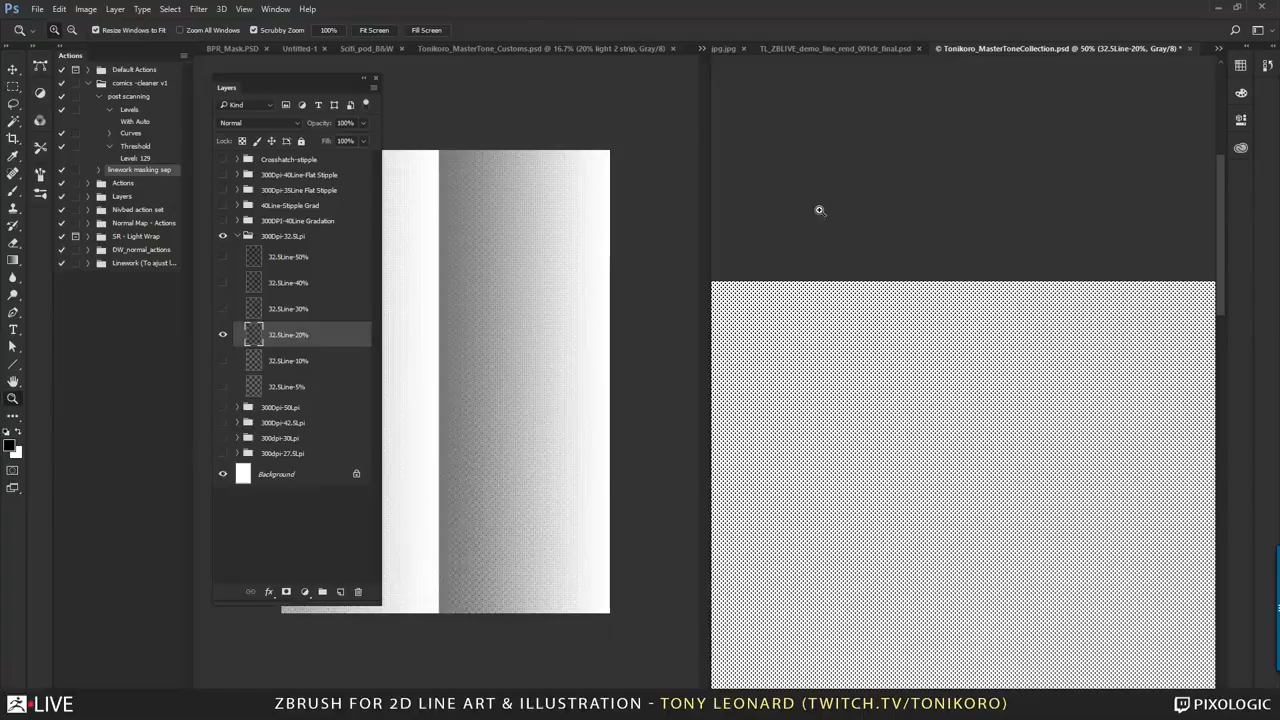 Ps File Edit Image Layer Type Select Filter 3D View Window Help
Resize Windows to Fit Zoom All Windows Scrubby Zoom 100% Fit Screen Fill Screen
BPR_Mask.PSD Untitled-1 Scifi_pod_B&W Tonikoro_MasterTone_Customs.psd @ 16.7% (20% light 2 strip, Gray/8) jpg.jpg TL_ZBLIVE_demo_line_rend_001clr_final.psd © Tonikoro_MasterToneCollection.psd @ 50% (32.5Line-20%, Gray/8) *
Actions
Default Actions
comics -cleaner v1
post scanning
Levels
With Auto
Curves
Threshold
Level: 129
linework masking sep
Actions
Layers
Nivbed action set
Normal Map - Actions
SR - Light Wrap
DW_normal_actions
Linework (To ajust l...
Layers
Kind
Normal Opacity: 100%
Lock: Fill: 100%
Crosshatch-stipple
300Dpi-40Line-Flat Stipple
300Dpi-35Line Flat Stipple
40Line-Stipple Grad
300DPI-40Line Gradation
300Dpi-32.5Lpi
32.5Line-50%
32.5Line-40%
32.5Line-30%
32.5Line-20%
32.5Line-10%
32.5Line-5%
300Dpi-50Lpi
300Dpi-42.5Lpi
300dpi-30Lpi
300dpi-27.5Lpi
Background
LIVE ZBRUSH FOR 2D LINE ART & ILLUSTRATION - TONY LEONARD (TWITCH.TV/TONIKORO) PIXOLOGIC